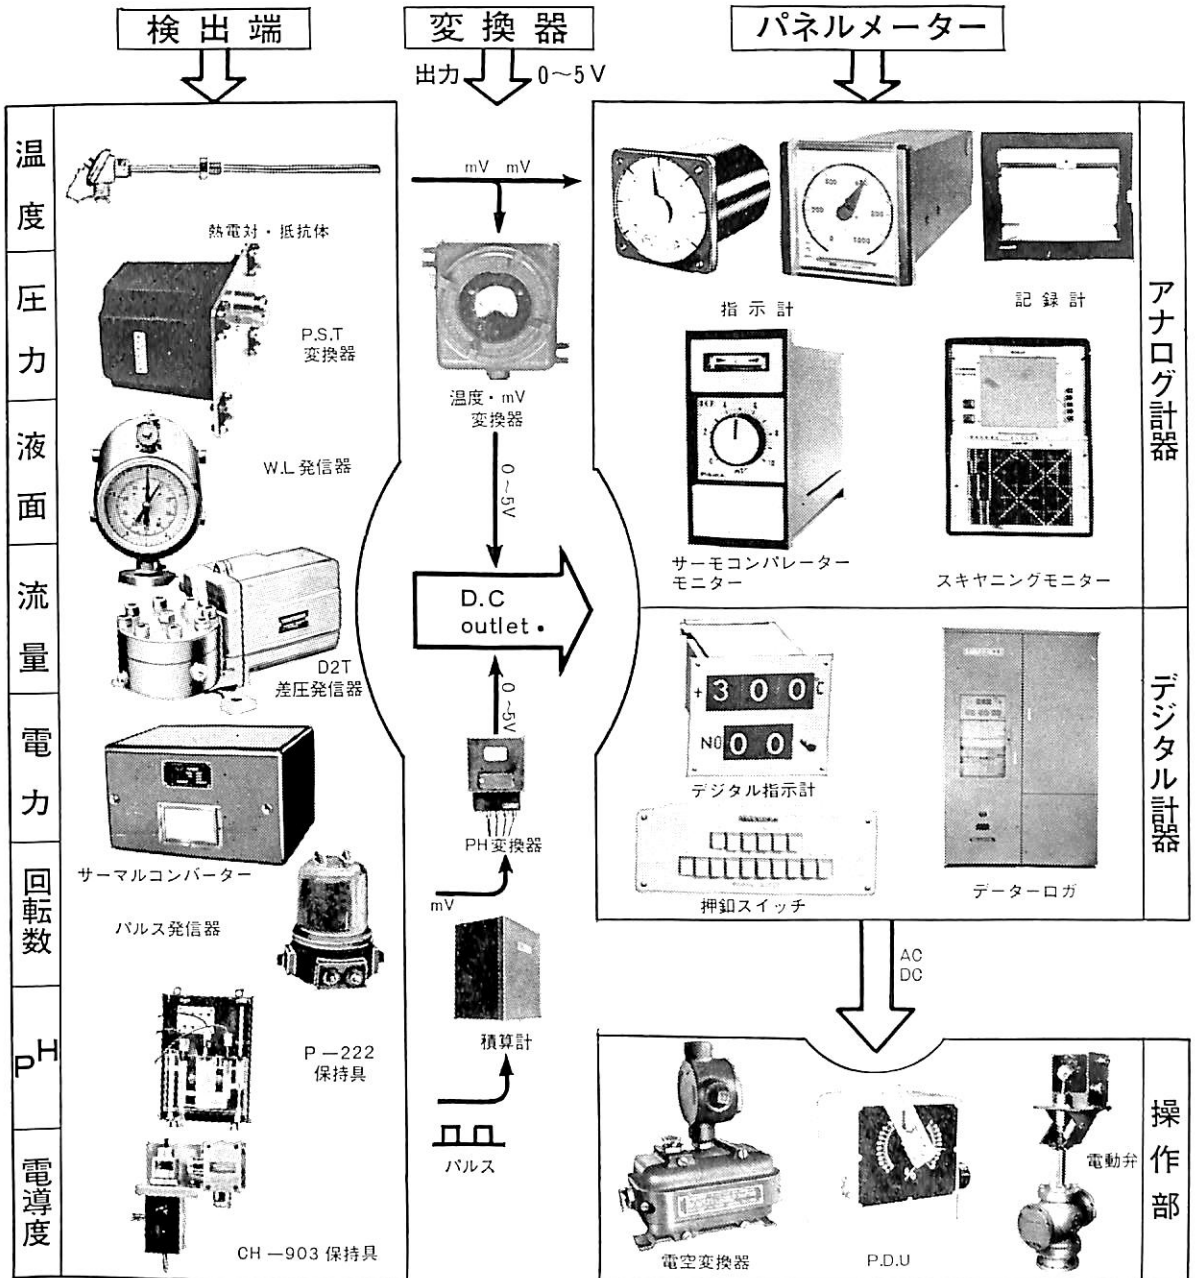 検出端
変換器
パネルメーター
出力
0～5V
温度
圧力
液面
流量
電力
回転数
PH
電導度
熱電対・抵抗体
P.S.T
変換器
W.L発信器
D2T
差圧発信器
サーマルコンバーター
パルス発信器
P－222
保持具
CH－903保持具
mV mV
温度・mV
変換器
0～5V
D.C
outlet.
0～5V
PH変換器
mV
積算計
パルス
指示計
記録計
サーモコンパレーター
モニター
スキヤニングモニター
アナログ計器
+300℃
NO00
デジタル指示計
押釦スイッチ
データーロガ
デジタル計器
AC
DC
電空変換器
P.D.U
電動弁
操作部